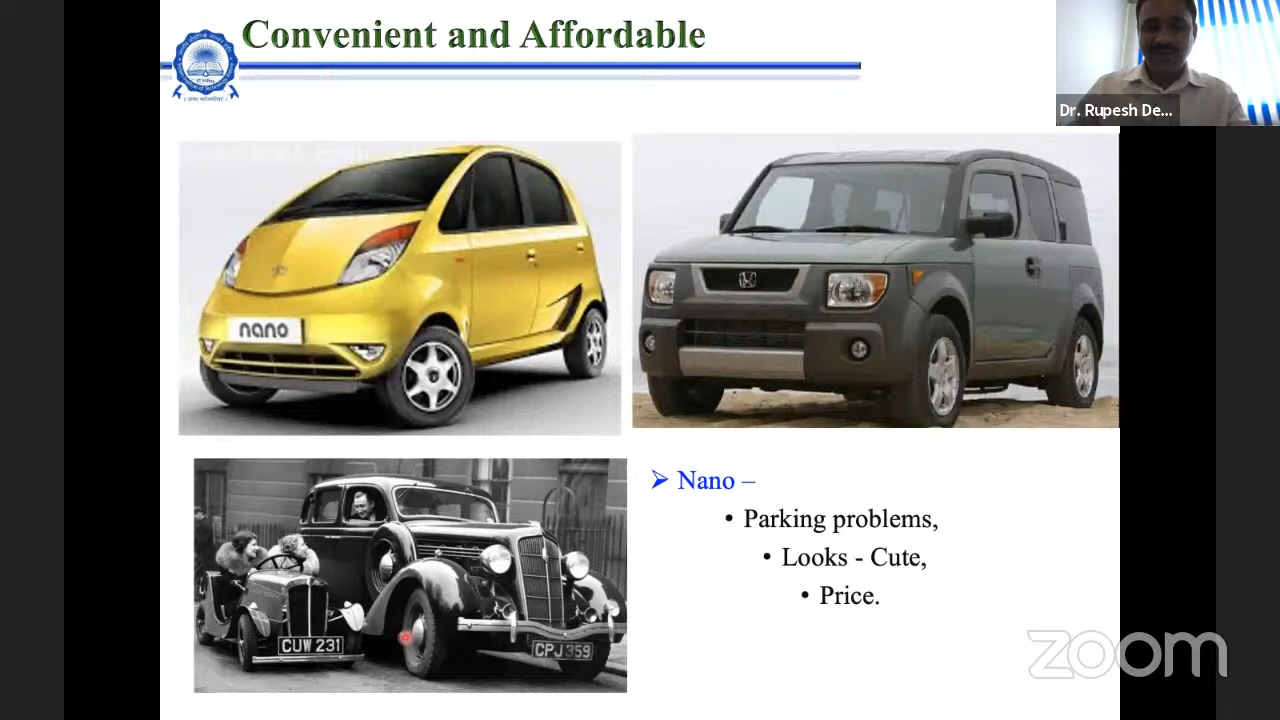 Convenient and Affordable
Dr. Rupesh De...
nano
➢ Nano –
• Parking problems,
• Looks - Cute,
• Price.
CUW 231
CPJ 359
zoom